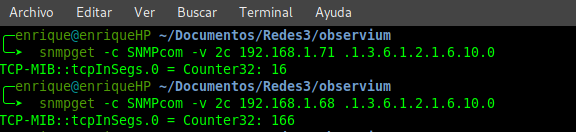 Archivo Editar Ver Buscar Terminal Ayuda
enrique@enriqueHP ~/Documentos/Redes3/observium
snmpget -c SNMPcom -v 2c 192.168.1.71 .1.3.6.1.2.1.6.10.0
TCP-MIB::tcpInSegs.0 = Counter32: 16
enrique@enriqueHP ~/Documentos/Redes3/observium
snmpget -c SNMPcom -v 2c 192.168.1.68 .1.3.6.1.2.1.6.10.0
TCP-MIB::tcpInSegs.0 = Counter32: 166